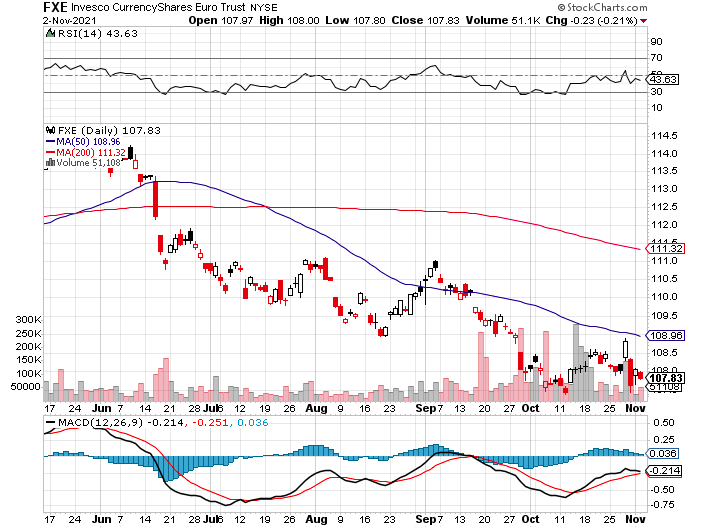 FXE Invesco CurrencyShares Euro Trust NYSE © StockCharts.com
2-Nov-2021 Open 107.97 High 108.00 Low 107.80 Close 107.83 Volume 51.1K Chg -0.23 (-0.21%)
RSI(14) 43.63
90
70
50
43.63
30
10
FXE (Daily) 107.83
MA(50) 108.96
MA(200) 111.32
Volume 51,108
114.5
114.0
113.5
113.0
112.5
112.0
111.5
111.32
111.0
110.5
110.0
109.5
108.96
108.5
108.0
107.83
51108
300K
250K
200K
150K
100K
50000
17 24 Jun 7 14 21 28 Jul 6 12 19 26 Aug 9 16 23 Sep 7 13 20 27 Oct 11 18 25 Nov
MACD(12,26,9) -0.214, -0.251, 0.036
0.50
0.25
0.036
-0.214
-0.50
-0.75
17 24 Jun 7 14 21 28 Jul 6 12 19 26 Aug 9 16 23 Sep 7 13 20 27 Oct 11 18 25 Nov